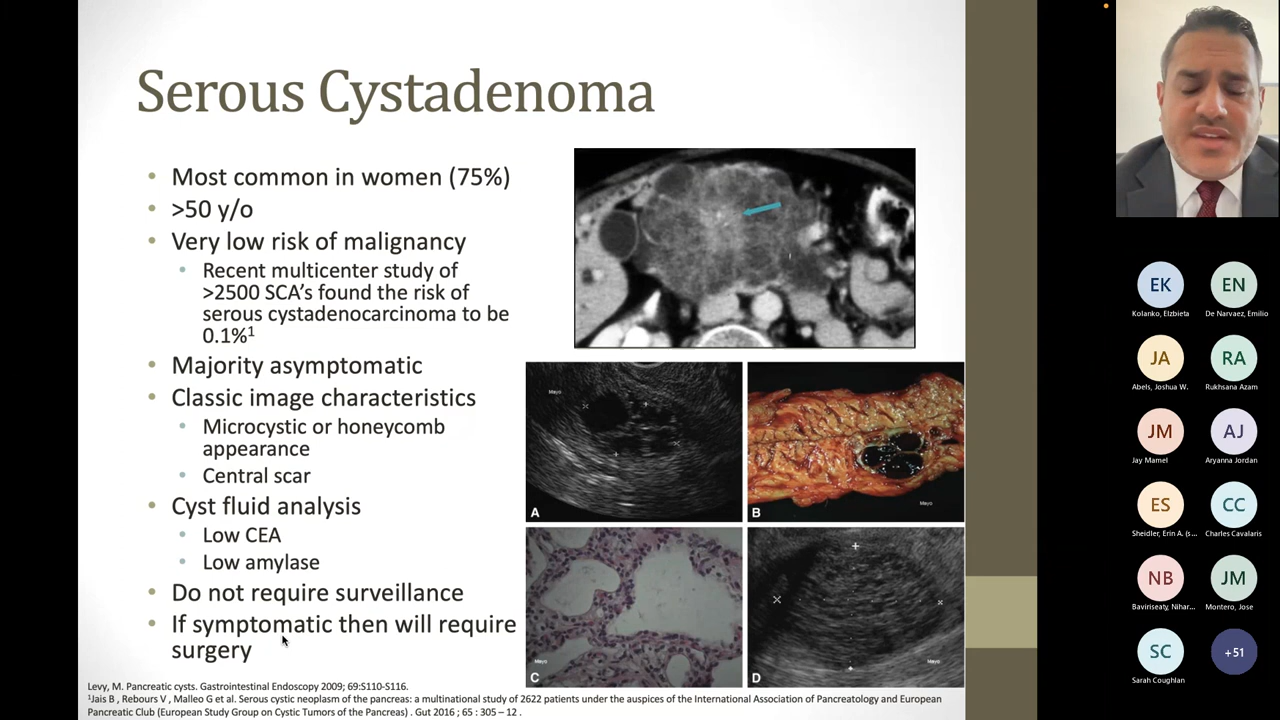 Serous Cystadenoma
• Most common in women (75%)
• >50 y/o
• Very low risk of malignancy
• Recent multicenter study of
>2500 SCA's found the risk of
serous cystadenocarcinoma to be
0.1%¹
• Majority asymptomatic
• Classic image characteristics
• Microcystic or honeycomb
appearance
• Central scar
• Cyst fluid analysis
• Low CEA
• Low amylase
• Do not require surveillance
• If symptomatic then will require
surgery
Mayo
A
Mayo
B
Mayo
C
Mayo
D
Levy, M. Pancreatic cysts. Gastrointestinal Endoscopy 2009; 69:S110-S116.
¹Jais B , Rebours V , Malleo G et al. Serous cystic neoplasm of the pancreas: a multinational study of 2622 patients under the auspices of the International Association of Pancreatology and European
Pancreatic Club (European Study Group on Cystic Tumors of the Pancreas) . Gut 2016 ; 65 : 305 – 12 .
EK
Kolanko, Elzbieta
EN
De Narvaez, Emilio
JA
Abels, Joshua W.
RA
Rukhsana Azam
JM
Jay Mamel
AJ
Aryanna Jordan
ES
Sheidler, Erin A. (s...
CC
Charles Cavalaris
NB
Baviriseaty, Nihar...
JM
Montero, Jose
SC
Sarah Coughlan
+51